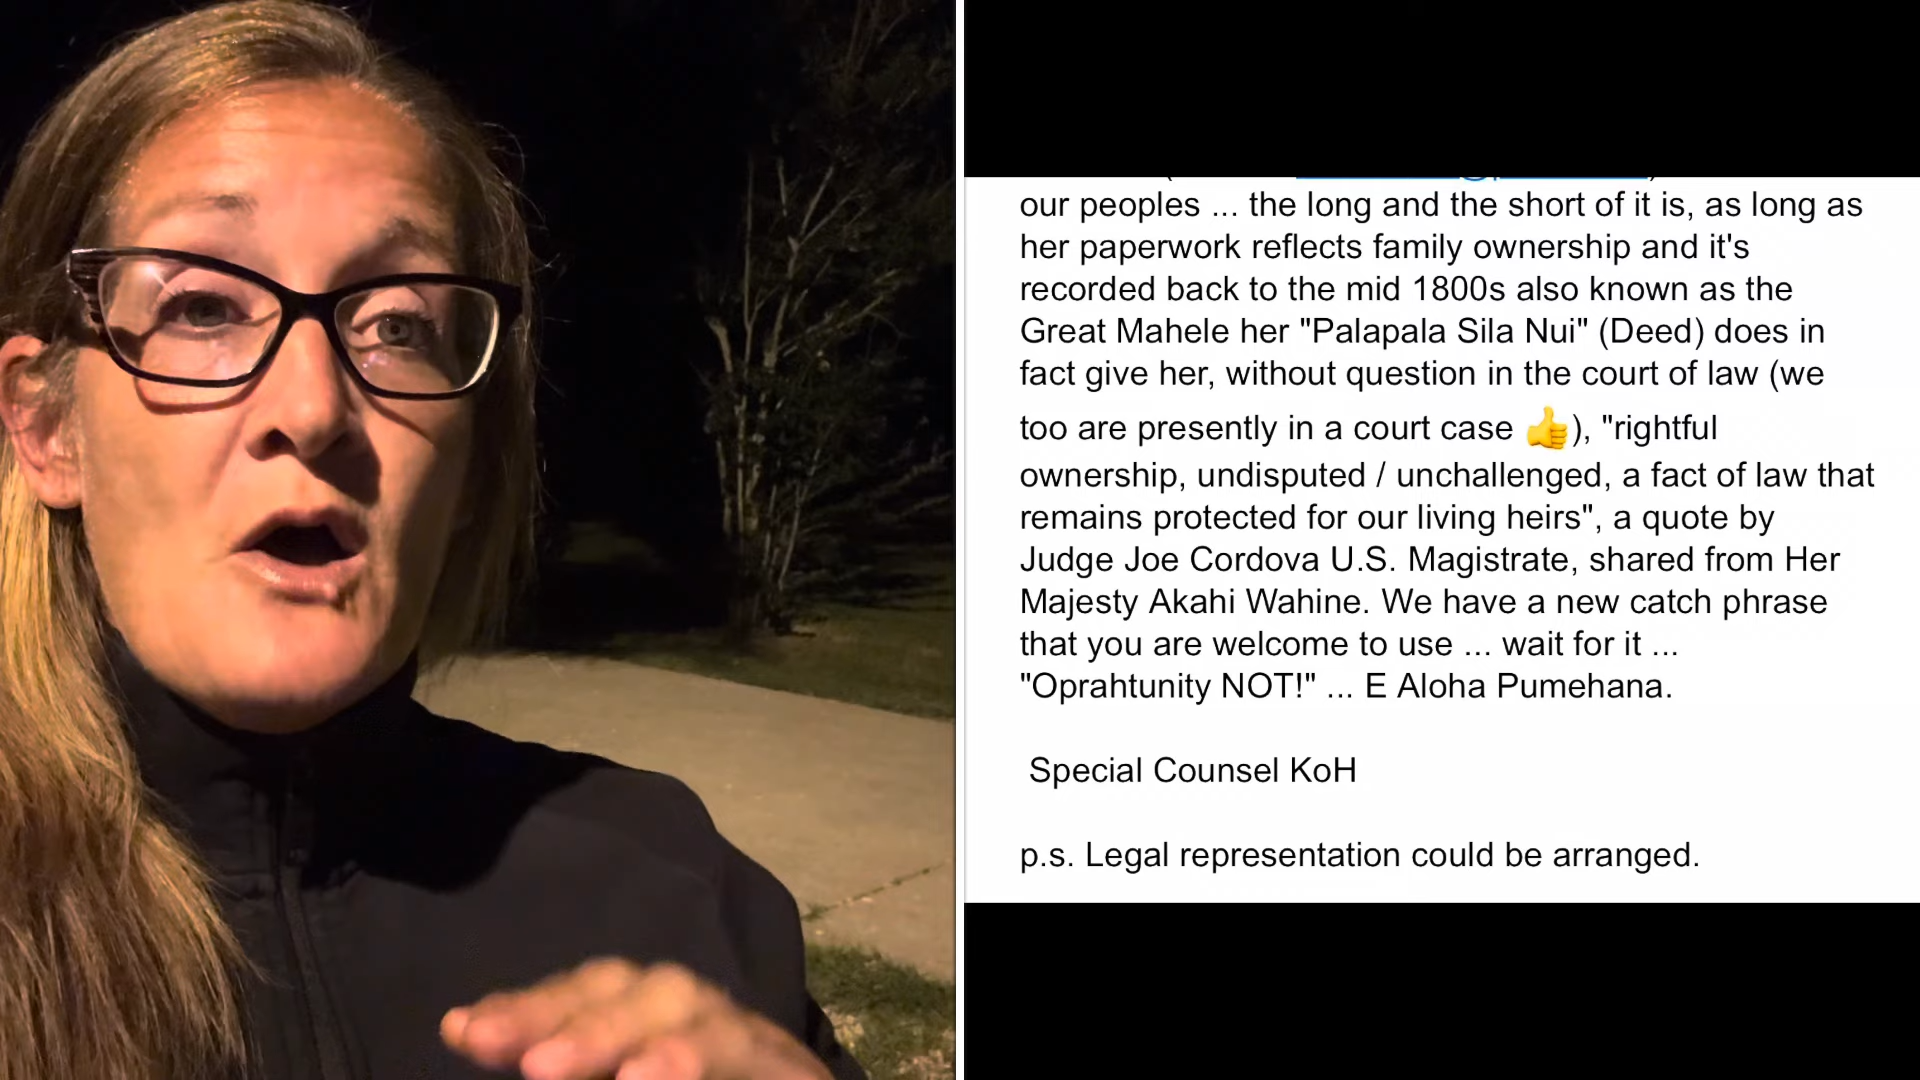 our peoples ... the long and the short of it is, as long as
her paperwork reflects family ownership and it's
recorded back to the mid 1800s also known as the
Great Mahele her "Palapala Sila Nui" (Deed) does in
fact give her, without question in the court of law (we
too are presently in a court case 👍), "rightful
ownership, undisputed / unchallenged, a fact of law that
remains protected for our living heirs", a quote by
Judge Joe Cordova U.S. Magistrate, shared from Her
Majesty Akahi Wahine. We have a new catch phrase
that you are welcome to use ... wait for it ...
"Oprahtunity NOT!" ... E Aloha Pumehana.
Special Counsel KoH
p.s. Legal representation could be arranged.